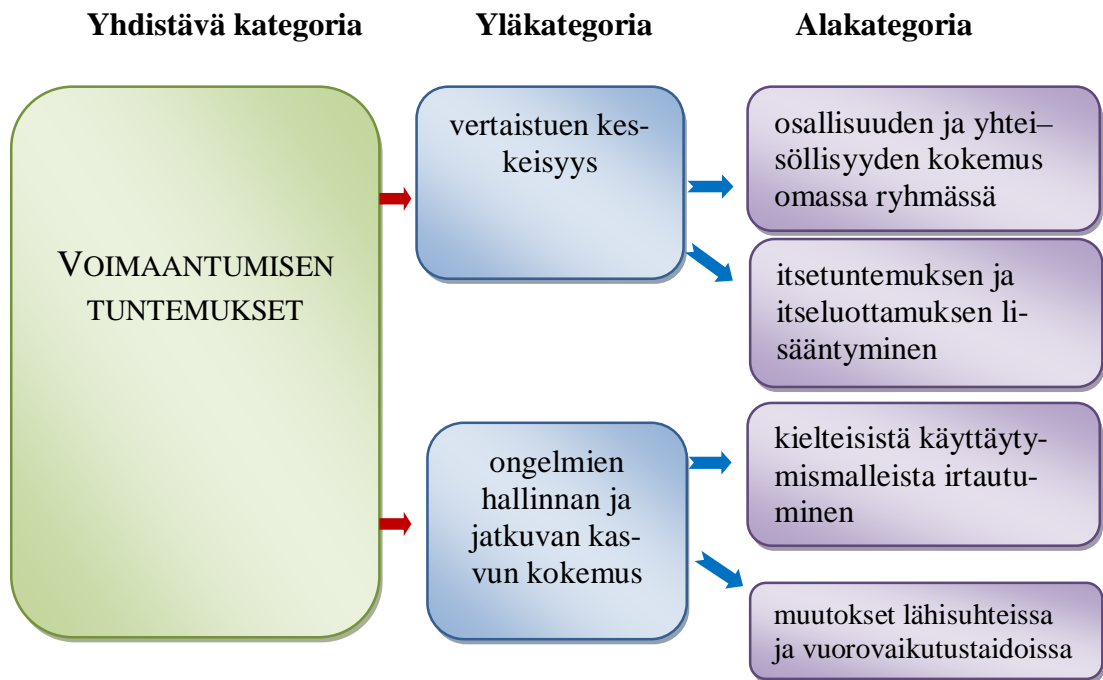 Yhdistävä kategoria
Yläkategoria
Alakategoria
VOIMAANTUMISEN
TUNTEMUKSET
vertaistuen kes-
keisyys
osallisuuden ja yhtei–
söllisyyden kokemus
omassa ryhmässä
itsetuntemuksen ja
itseluottamuksen li-
sääntyminen
ongelmien
hallinnan ja
jatkuvan kas-
vun kokemus
kielteisistä käyttäyty-
mismalleista irtautu-
minen
muutokset lähisuhteissa
ja vuorovaikutustaidoissa